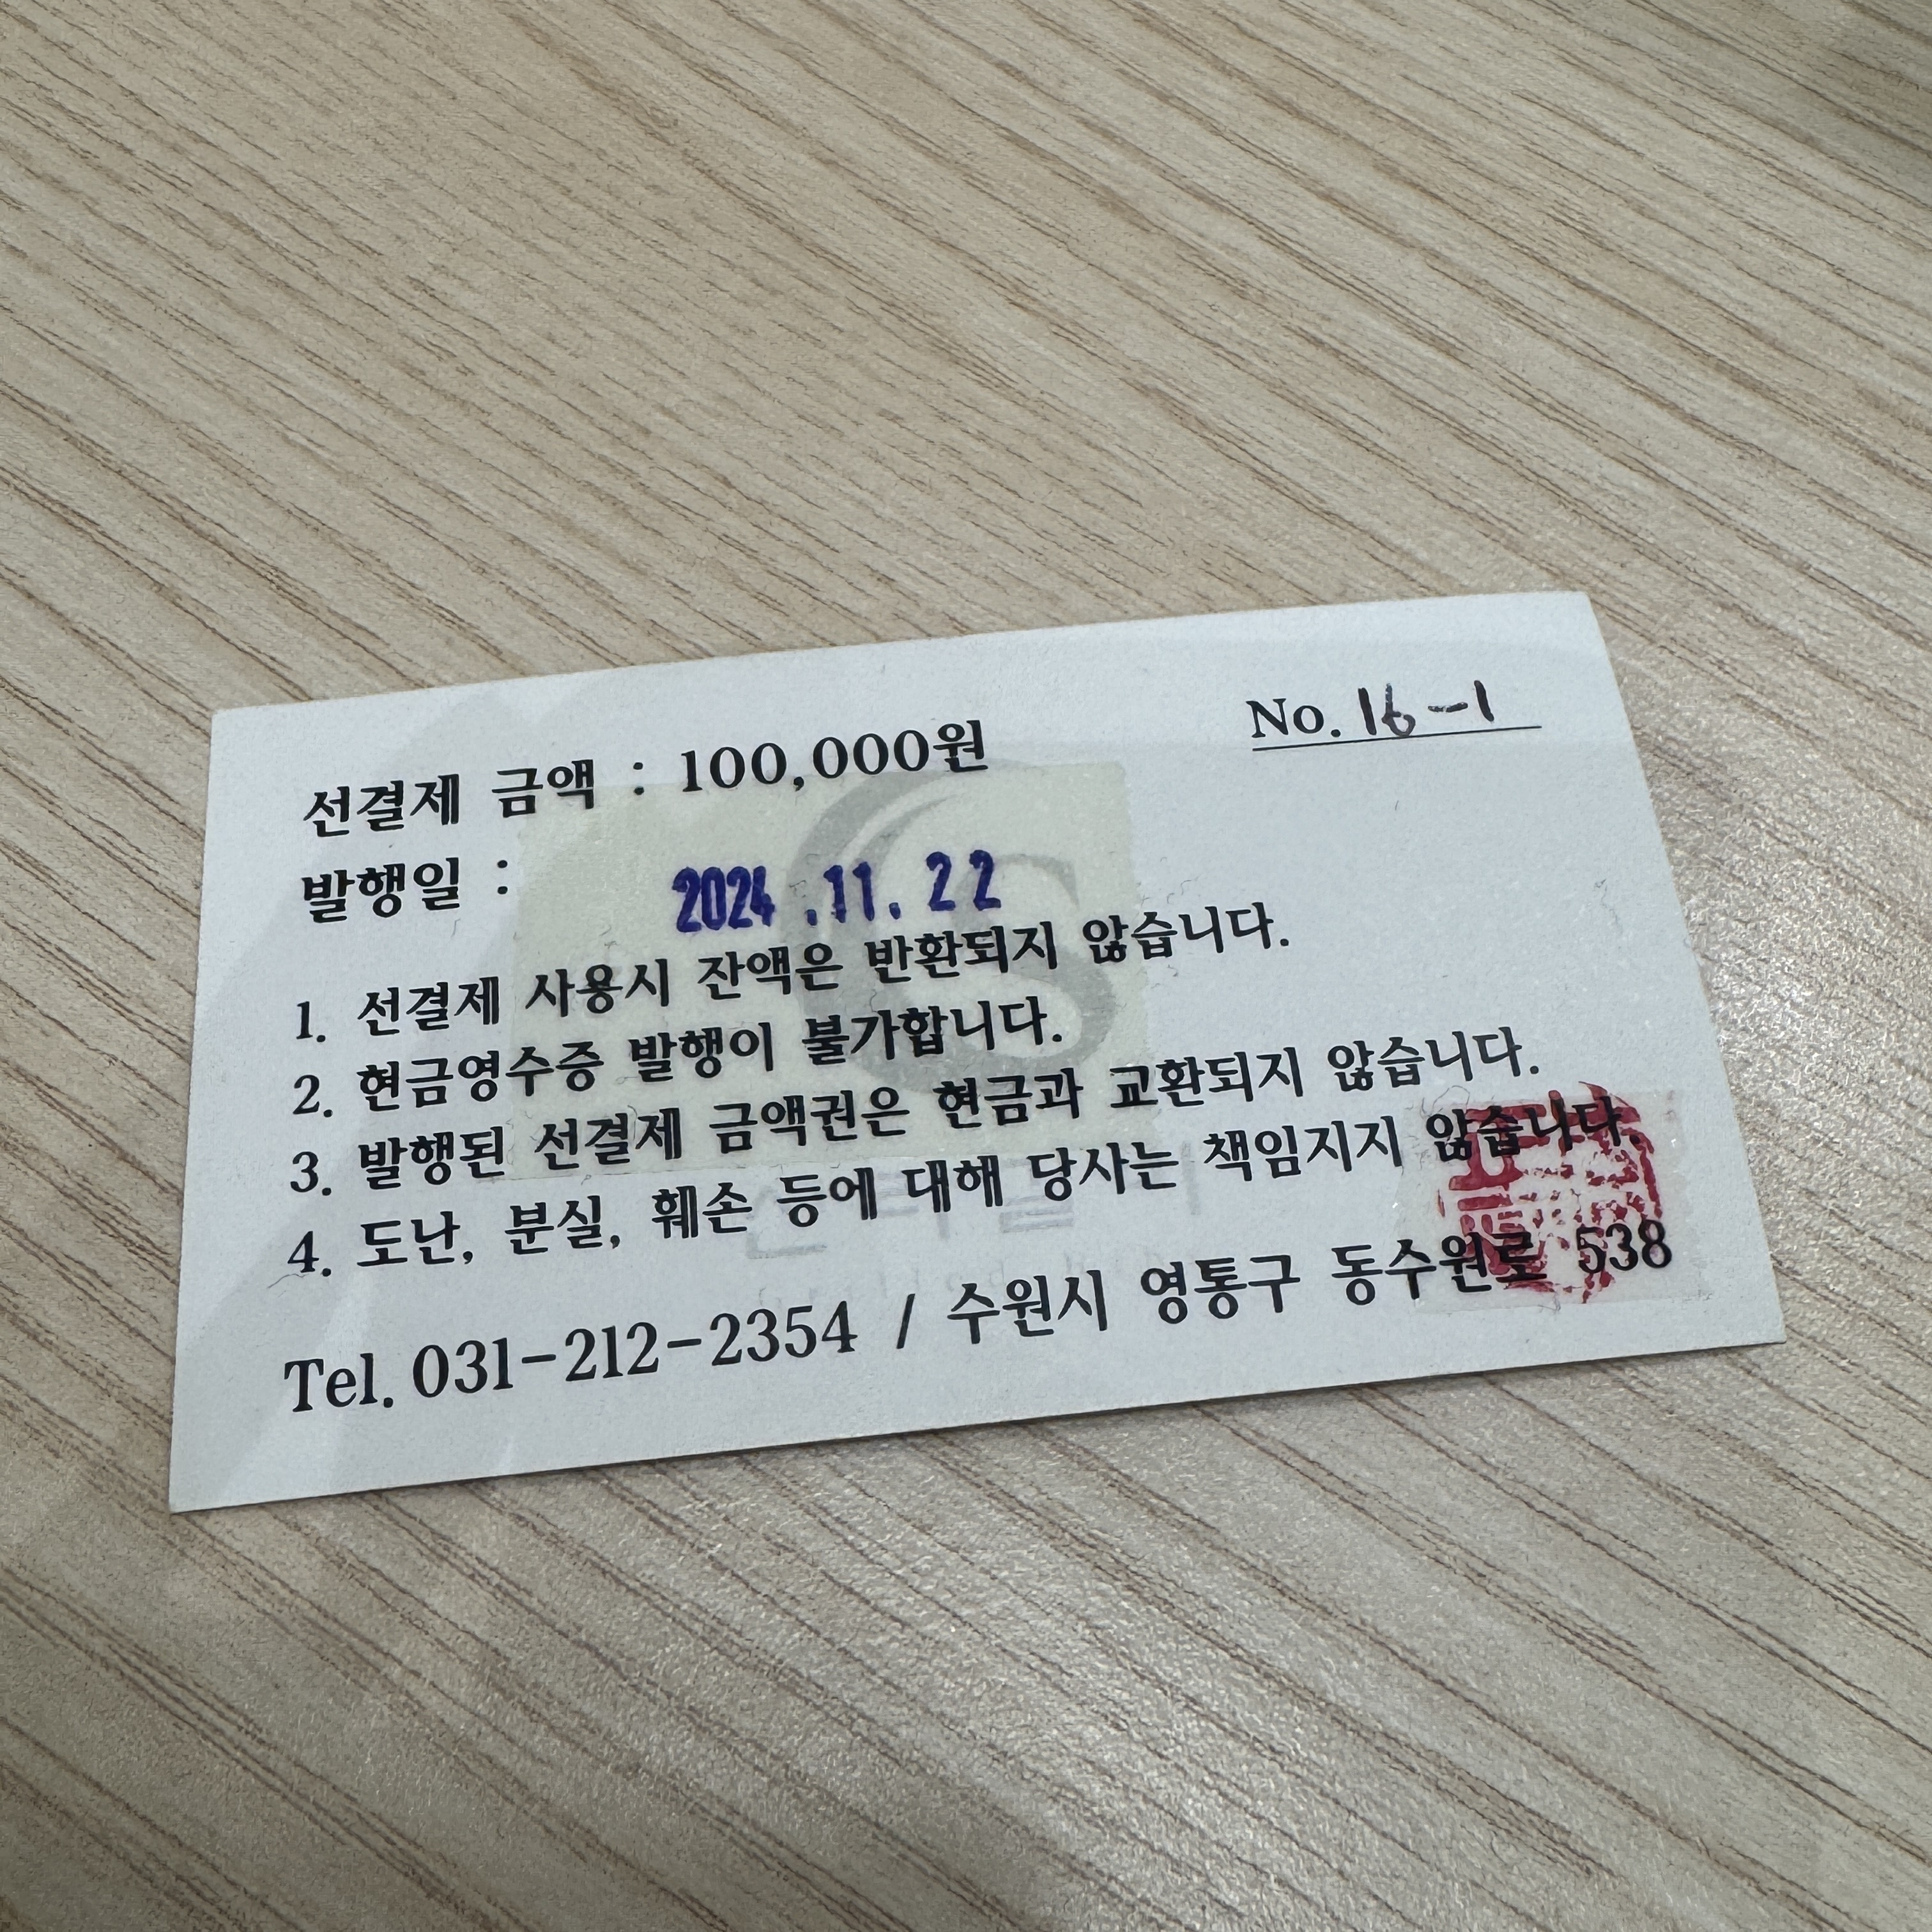 No. 16-1
선결제 금액 : 100,000원
발행일 : 2024.11.22
1. 선결제 사용시 잔액은 반환되지 않습니다.
2. 현금영수증 발행이 불가합니다.
3. 발행된 선결제 금액권은 현금과 교환되지 않습니다.
4. 도난, 분실, 훼손 등에 대해 당사는 책임지지 않습니다.
Tel. 031-212-2354 / 수원시 영통구 동수원로 538